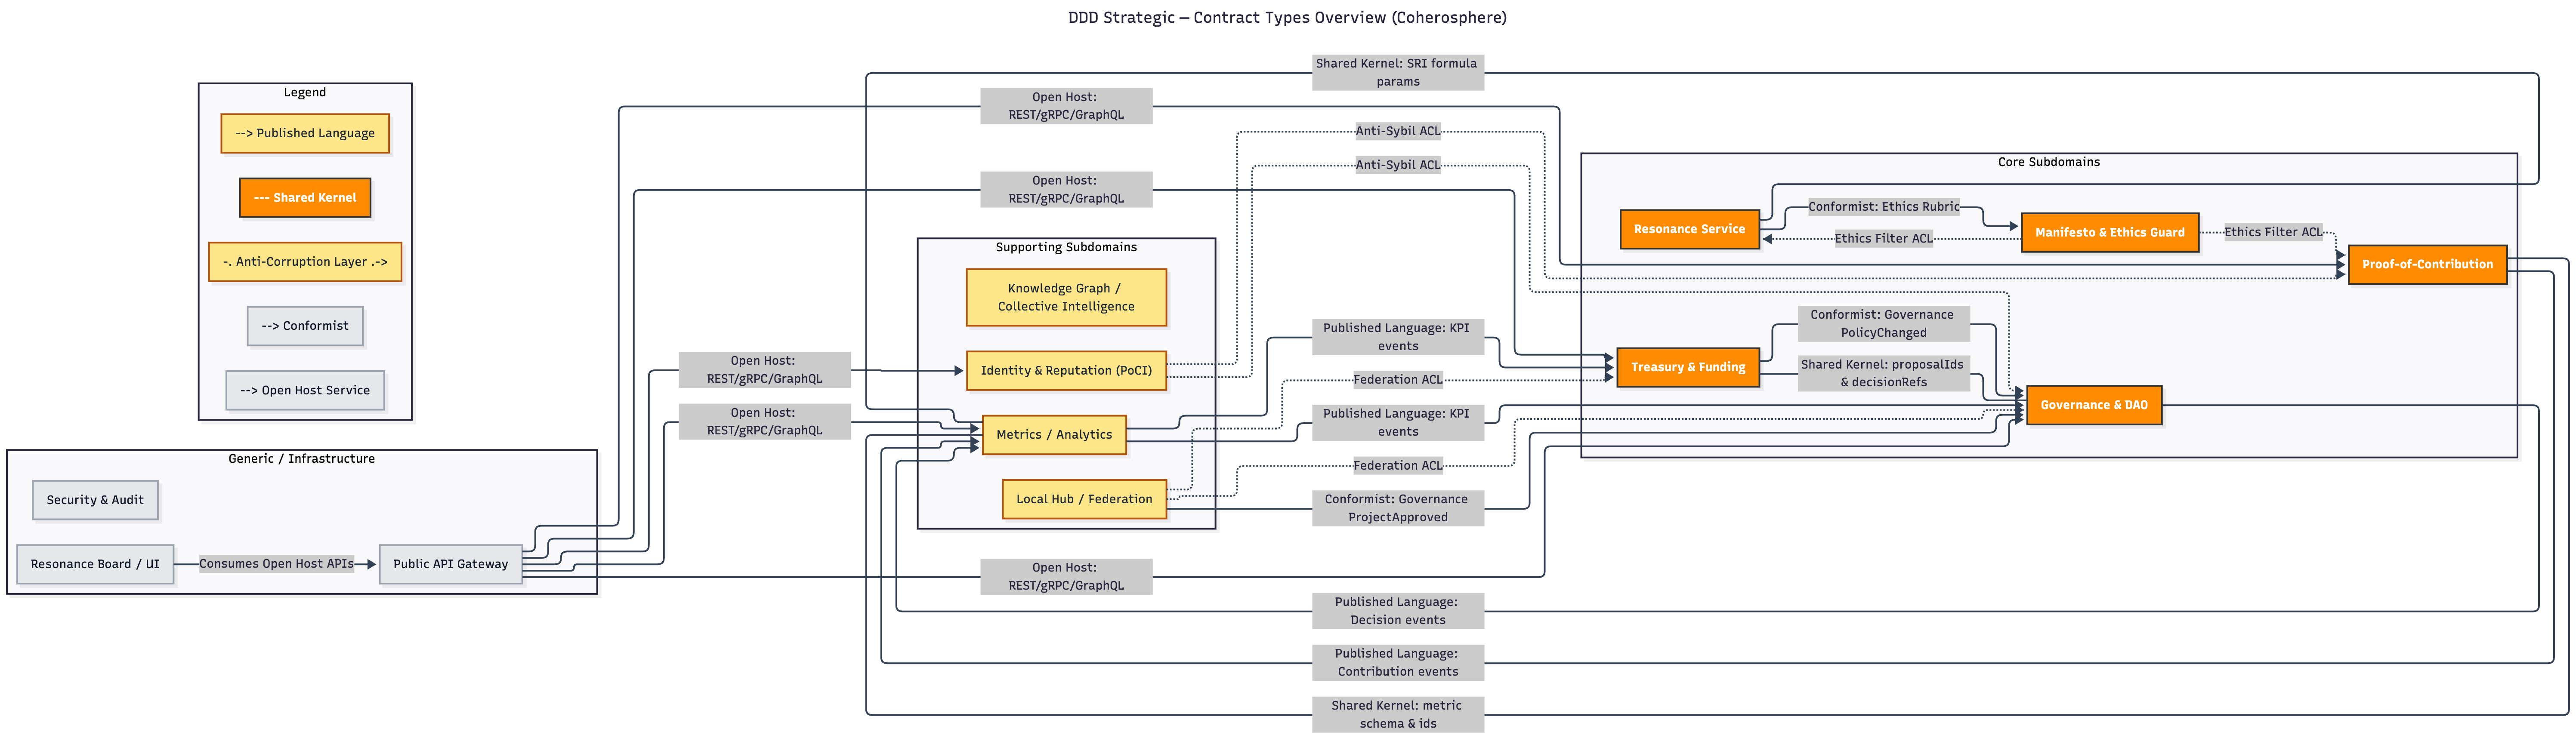 DDD Strategic — Contract Types Overview (Coherosphere)
Legend
--> Published Language
--- Shared Kernel
-. Anti-Corruption Layer .->
--> Conformist
--> Open Host Service
Generic / Infrastructure
Security & Audit
Resonance Board / UI
Consumes Open Host APIs
Public API Gateway
Open Host:
REST/gRPC/GraphQL
Open Host:
REST/gRPC/GraphQL
Open Host:
REST/gRPC/GraphQL
Open Host:
REST/gRPC/GraphQL
Open Host:
REST/gRPC/GraphQL
Supporting Subdomains
Knowledge Graph /
Collective Intelligence
Identity & Reputation (PoCI)
Metrics / Analytics
Local Hub / Federation
Shared Kernel: SRI formula
params
Anti-Sybil ACL
Anti-Sybil ACL
Published Language: KPI
events
Federation ACL
Published Language: KPI
events
Federation ACL
Conformist: Governance
ProjectApproved
Published Language:
Decision events
Published Language:
Contribution events
Shared Kernel: metric
schema & ids
Core Subdomains
Resonance Service
Conformist: Ethics Rubric
Ethics Filter ACL
Manifesto & Ethics Guard
Ethics Filter ACL
Proof-of-Contribution
Treasury & Funding
Conformist: Governance
PolicyChanged
Shared Kernel: proposalIds
& decisionRefs
Governance & DAO